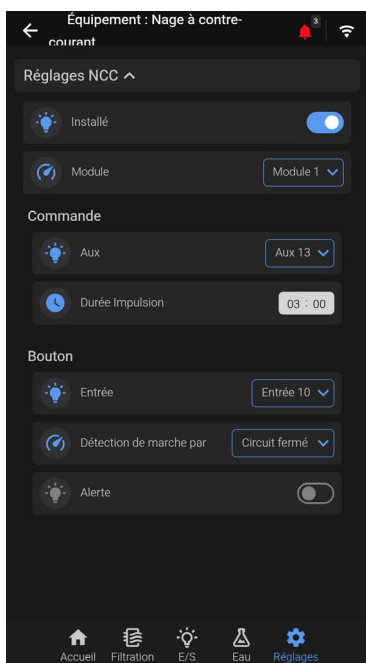 Équipement : Nage à contre-
courant
3
Réglages NCC
Installé
Module
Module 1
Commande
Aux
Aux 13
Durée Impulsion
03 : 00
Bouton
Entrée
Entrée 10
Détection de marche par
Circuit fermé
Alerte
Accueil
Filtration
E/S
Eau
Réglages